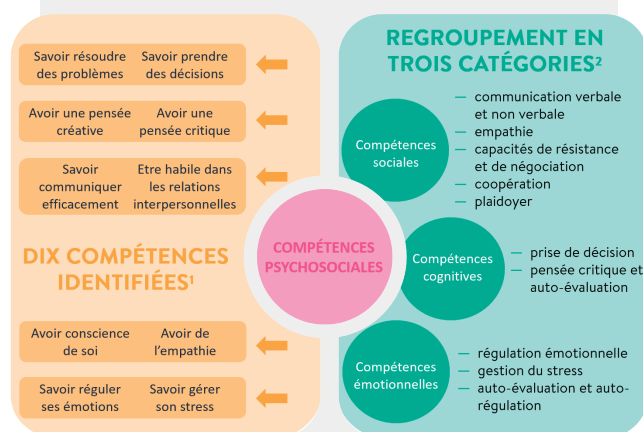 Savoir résoudre
des problèmes
Savoir prendre
des décisions
Avoir une pensée
créative
Avoir une
pensée critique
Savoir
communiquer
efficacement
Etre habile dans
les relations
interpersonnelles
DIX COMPÉTENCES
IDENTIFIÉES¹
Avoir conscience
de soi
Avoir de
l’empathie
Savoir réguler
ses émotions
Savoir gérer
son stress
COMPÉTENCES
PSYCHOSOCIALES
REGROUPEMENT EN
TROIS CATÉGORIES²
Compétences
sociales
— communication verbale
et non verbale
— empathie
— capacités de résistance
et de négociation
— coopération
— plaidoyer
Compétences
cognitives
— prise de décision
— pensée critique et
auto-évaluation
Compétences
émotionnelles
— régulation émotionnelle
— gestion du stress
— auto-évaluation et auto-
régulation